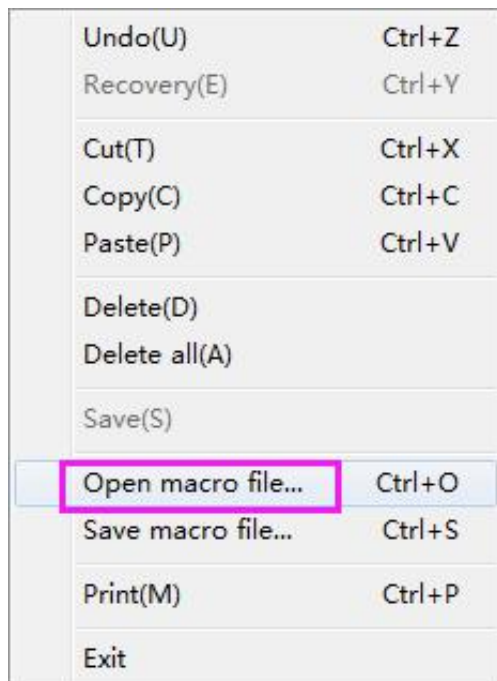 Undo(U) Ctrl+Z
Recovery(E) Ctrl+Y
Cut(T) Ctrl+X
Copy(C) Ctrl+C
Paste(P) Ctrl+V
Delete(D)
Delete all(A)
Save(S)
Open macro file... Ctrl+O
Save macro file... Ctrl+S
Print(M) Ctrl+P
Exit